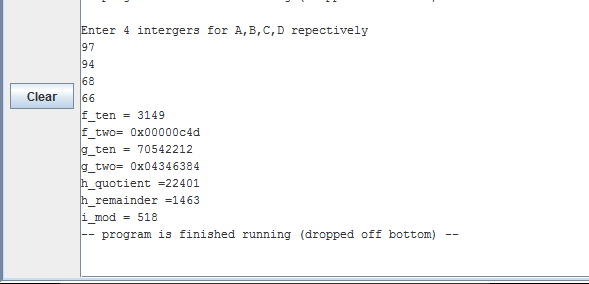 Enter 4 intergers for A,B,C,D repectively
97
94
68
Clear
66
f_ten = 3149
f_two= 0x00000c4d
g_ten = 70542212
g_two= 0x04346384
h_quotient =22401
h_remainder =1463
i_mod = 518
-- program is finished running (dropped off bottom) --